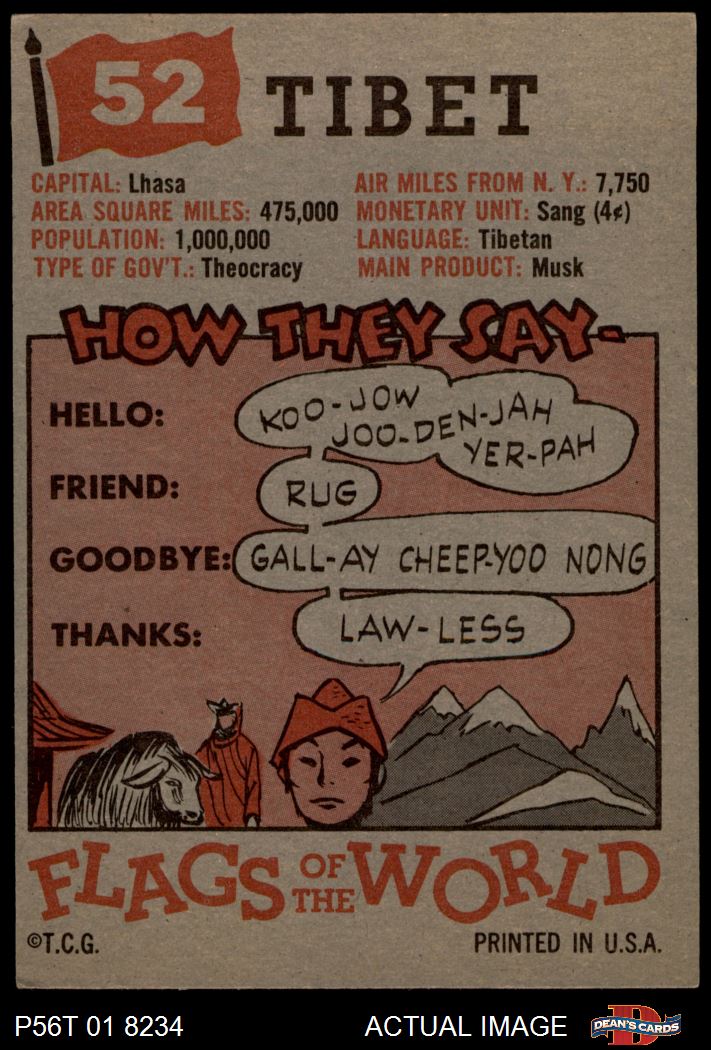 52
TIBET
CAPITAL: Lhasa
AREA SQUARE MILES: 475,000
POPULATION: 1,000,000
TYPE OF GOV'T.: Theocracy
AIR MILES FROM N. Y.: 7,750
MONETARY UNIT: Sang (4¢)
LANGUAGE: Tibetan
MAIN PRODUCT: Musk
HOW THEY SAY-
HELLO: KOO-JOW
JOO-DEN-JAH
YER-PAH
FRIEND: RUG
GOODBYE: GALL-AY CHEEP-YOO NONG
THANKS: LAW-LESS
FLAGS OF THE WORLD
©T.C.G. PRINTED IN U.S.A.
P56T 01 8234 ACTUAL IMAGE D DEAN'S CARDS